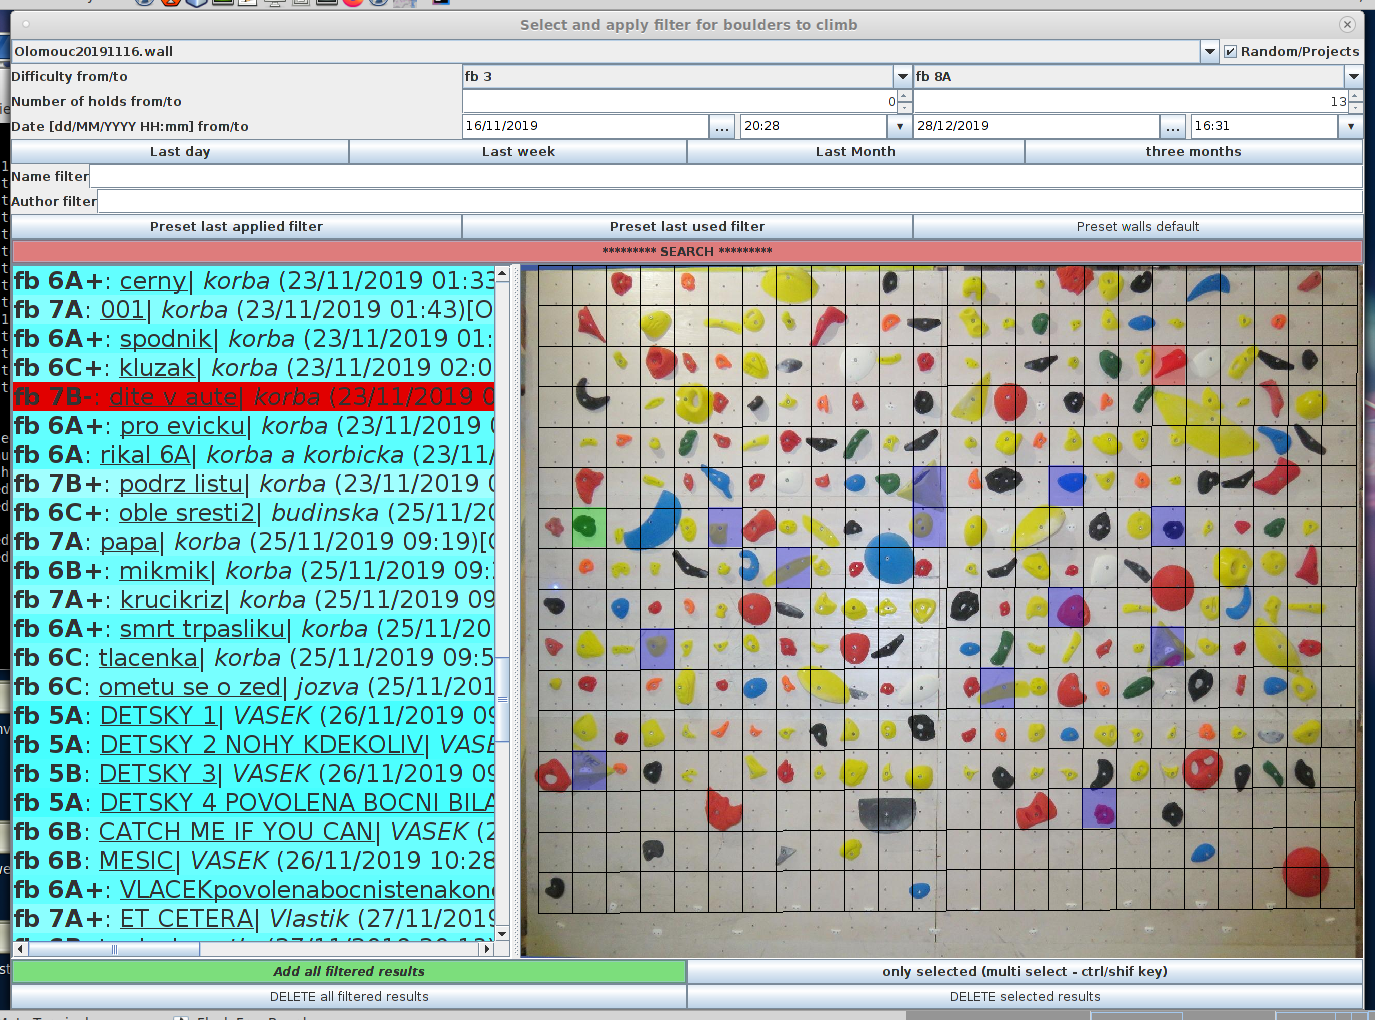 Select and apply filter for boulders to climb
Olomouc20191116.wall Random/Projects
Difficulty from/to fb 3 fb 8A
Number of holds from/to 0 13
Date [dd/MM/YYYY HH:mm] from/to 16/11/2019 ... 20:28 28/12/2019 ... 16:31
Last day Last week Last Month three months
Name filter
Author filter
Preset last applied filter Preset last used filter Preset walls default
********* SEARCH *********
fb 6A+: cerny| korba (23/11/2019 01:33
fb 7A: 001| korba (23/11/2019 01:43)[O
fb 6A+: spodnik| korba (23/11/2019 01:
fb 6C+: kluzak| korba (23/11/2019 02:0
fb 7B-: dite v aute| korba (23/11/2019 0
fb 6A+: pro evicku| korba (23/11/2019 (
fb 6A: rikal 6A| korba a korbicka (23/11/
fb 7B+: podrz listu| korba (23/11/2019
fb 6C+: oble sresti2| budinska (25/11/20
fb 7A: papa| korba (25/11/2019 09:19)[
fb 6B+: mikmik| korba (25/11/2019 09:
fb 7A+: krucikriz| korba (25/11/2019 09
fb 6A+: smrt trpasliku| korba (25/11/20
fb 6C: tlacenka| korba (25/11/2019 09:5
fb 6C: ometu se o zed| jozva (25/11/201
fb 5A: DETSKY 1| VASEK (26/11/2019 09
fb 5A: DETSKY 2 NOHY KDEKOLIV| VASE
fb 5B: DETSKY 3| VASEK (26/11/2019 09
fb 5A: DETSKY 4 POVOLENA BOCNI BILA
fb 6B: CATCH ME IF YOU CAN| VASEK (2
fb 6B: MESIC| VASEK (26/11/2019 10:28
fb 6A+: VLACEKpovolenabocnistenakon
fb 7A+: ET CETERA| Vlastik (27/11/2019
Add all filtered results only selected (multi select - ctrl/shif key)
DELETE all filtered results DELETE selected results